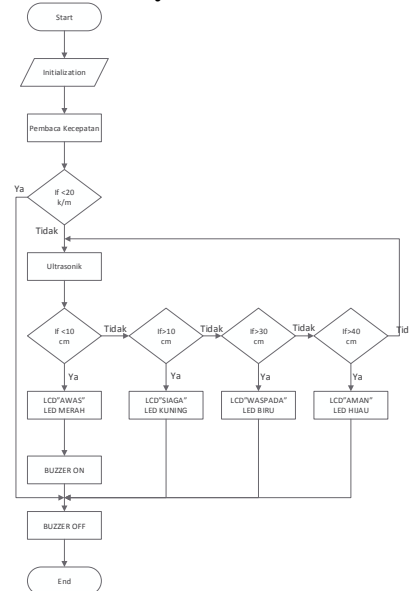 Start
Initialization
Pembaca Kecepatan
Ya
If <20
k/m
Tidak
Ultrasonik
If <10
cm
Tidak
If>10
cm
Tidak
If>30
cm
Tidak
If>40
cm
Tid
Ya
Ya
Ya
Ya
LCD"AWAS"
LED MERAH
LCD"SIAGA"
LED KUNING
LCD"WASPADA"
LED BIRU
LCD"AMAN"
LED HIJAU
BUZZER ON
BUZZER OFF
End